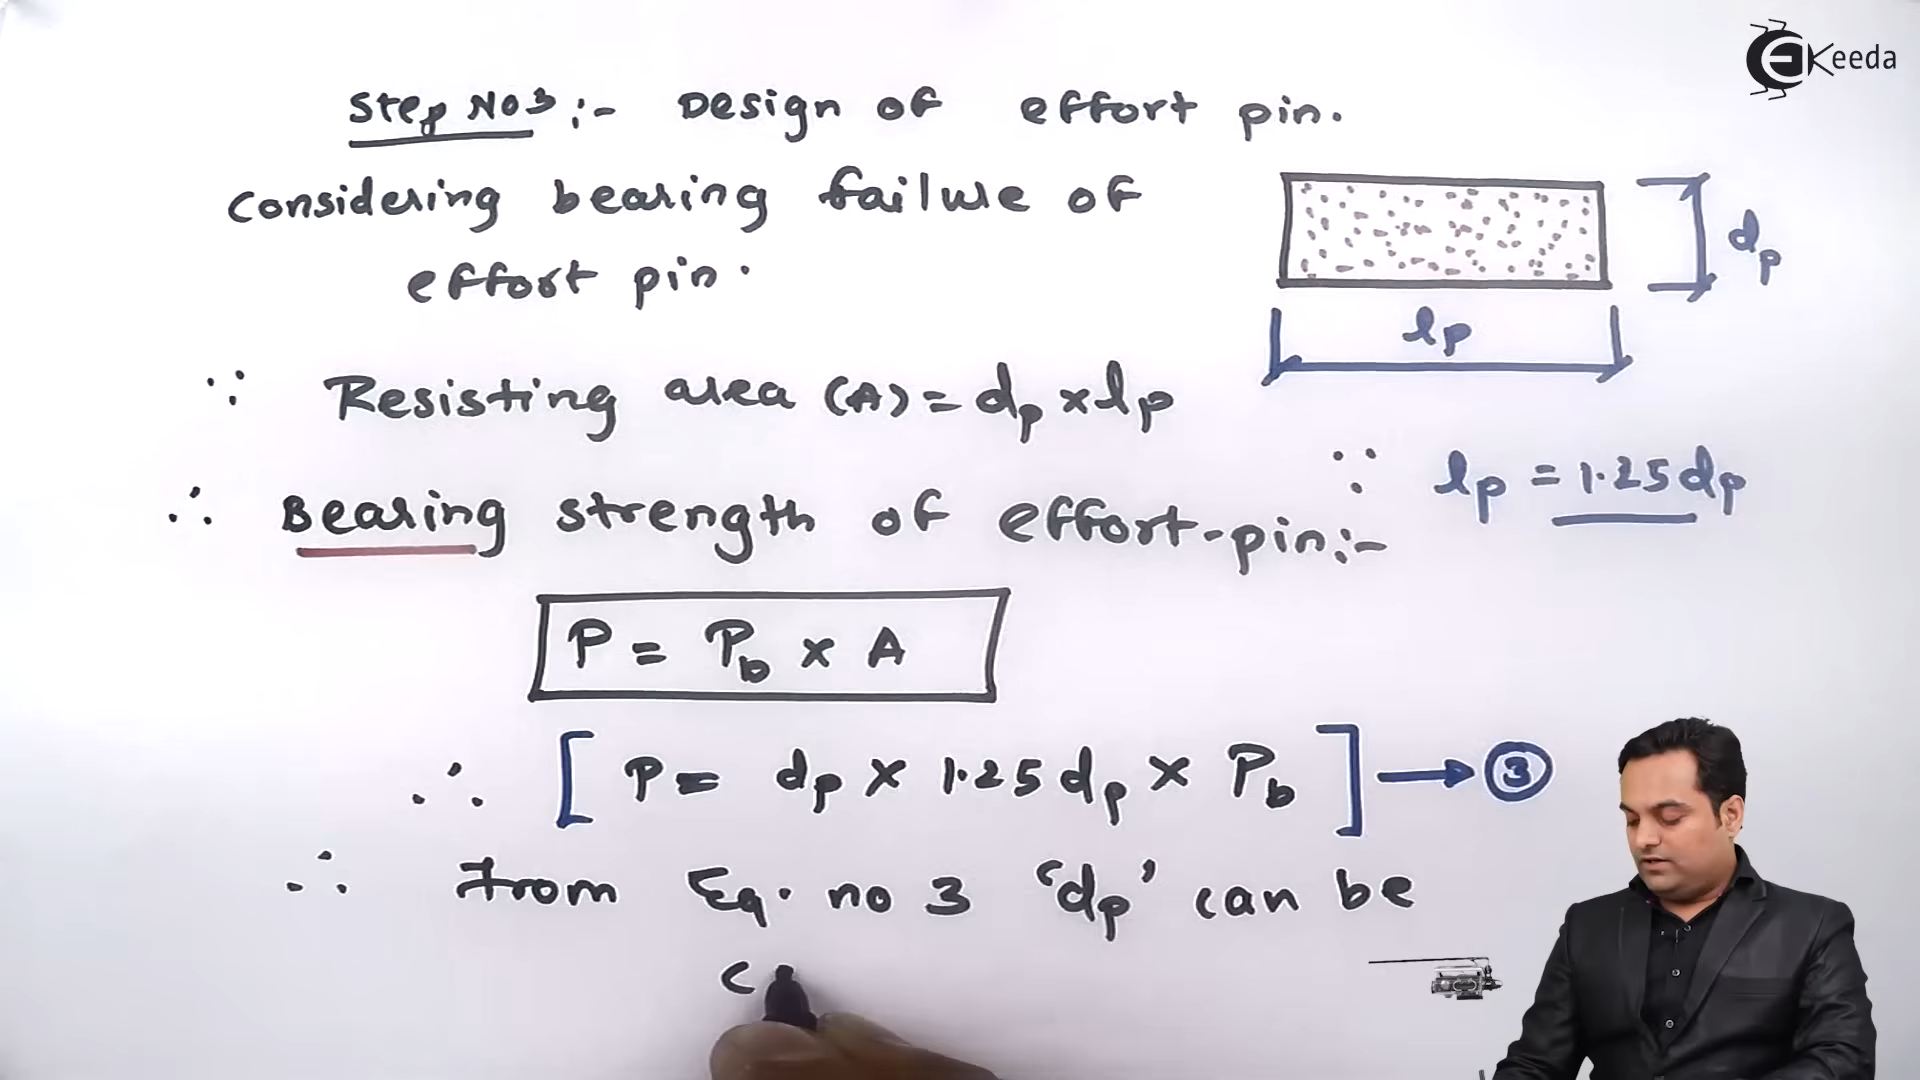 EKeeda
Step No 3 :- Design of effort pin.
considering bearing failure of
effort pin.
dp
lp
∵ Resisting area (A) = dp × lp
∵ lp = 1.25 dp
∴ Bearing strength of effort-pin:-
P = Pb × A
∴ [ P = dp × 1.25 dp × Pb ] → 3
∴ From Eq. no 3 'dp' can be
c